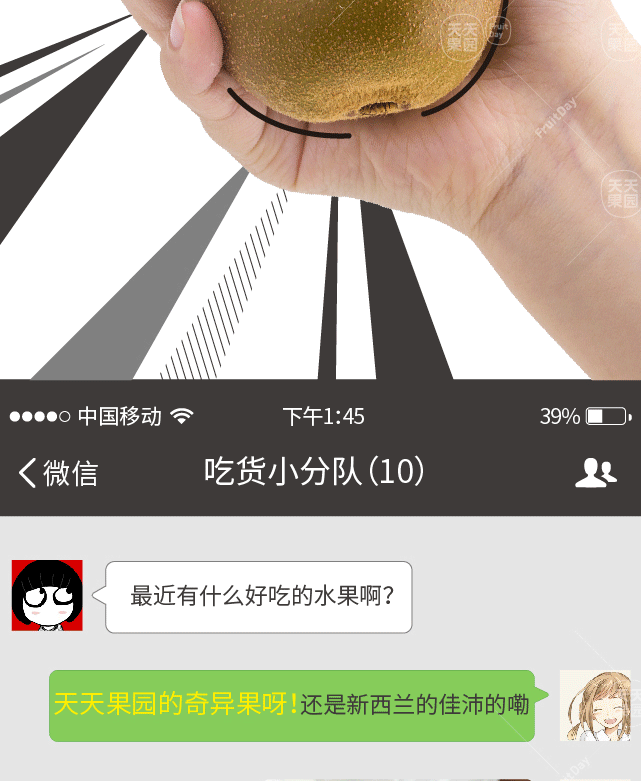 天天果园
FruitDay
天天果园
FruitDay
天天果园
中国移动 下午1:45 39%
微信 吃货小分队（10）
最近有什么好吃的水果啊？
天天果园的奇异果呀！还是新西兰的佳沛的嘞